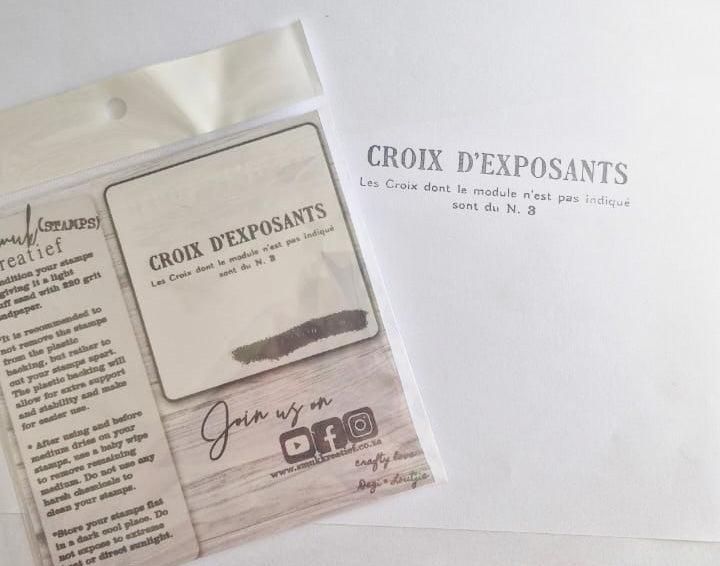 CROIX D'EXPOSANTS
Les Croix dont le module n'est pas indiqué
sont du N. 3
(STAMPS)
CROIX D'EXPOSANTS
Les Croix dont le module n'est pas indiqué
sont du N. 3
your stamps
giving it a light
sand with 220 grit
*It is recommended to
not remove the stamps
from the plastic
backing, but rather to
cut your stamps apart.
The plastic backing will
allow for extra support
and stability and make
for easier use.
* After using and before
medium dries on your
stamps, use a baby wipe
to remove remaining
medium. Do not use any
harsh chemicals to
clean your stamps.
*Store your stamps flat
in a dark cool place. Do
not expose to extreme
or direct sunlight.
Join us on
www.smukkreatief.co.za
crafty love